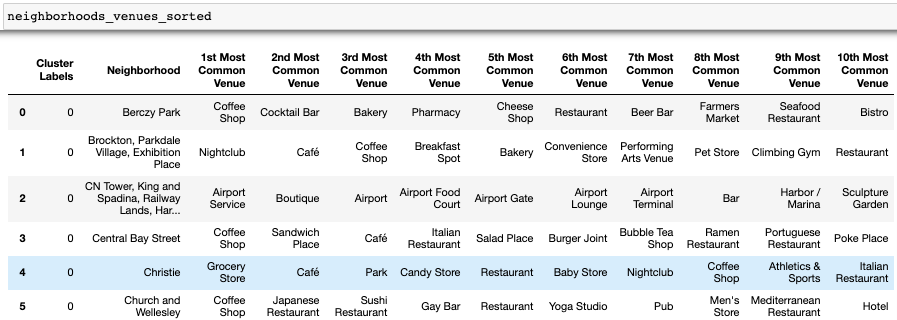 neighborhoods_venues_sorted
Cluster Labels Neighborhood 1st Most Common Venue 2nd Most Common Venue 3rd Most Common Venue 4th Most Common Venue 5th Most Common Venue 6th Most Common Venue 7th Most Common Venue 8th Most Common Venue 9th Most Common Venue 10th Most Common Venue
0 0 Berczy Park Coffee Shop Cocktail Bar Bakery Pharmacy Cheese Shop Restaurant Beer Bar Farmers Market Seafood Restaurant Bistro
1 0 Brockton, Parkdale Village, Exhibition Place Nightclub Café Coffee Shop Breakfast Spot Bakery Convenience Store Performing Arts Venue Pet Store Climbing Gym Restaurant
2 0 CN Tower, King and Spadina, Railway Lands, Har... Airport Service Boutique Airport Airport Food Court Airport Gate Airport Lounge Airport Terminal Bar Harbor / Marina Sculpture Garden
3 0 Central Bay Street Coffee Shop Sandwich Place Café Italian Restaurant Salad Place Burger Joint Bubble Tea Shop Ramen Restaurant Portuguese Restaurant Poke Place
4 0 Christie Grocery Store Café Park Candy Store Restaurant Baby Store Nightclub Coffee Shop Athletics & Sports Italian Restaurant
5 0 Church and Wellesley Coffee Shop Japanese Restaurant Sushi Restaurant Gay Bar Restaurant Yoga Studio Pub Men's Store Mediterranean Restaurant Hotel